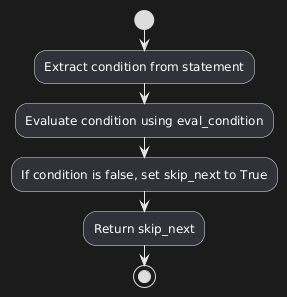 Extract condition from statement
Evaluate condition using eval_condition
If condition is false, set skip_next to True
Return skip_next